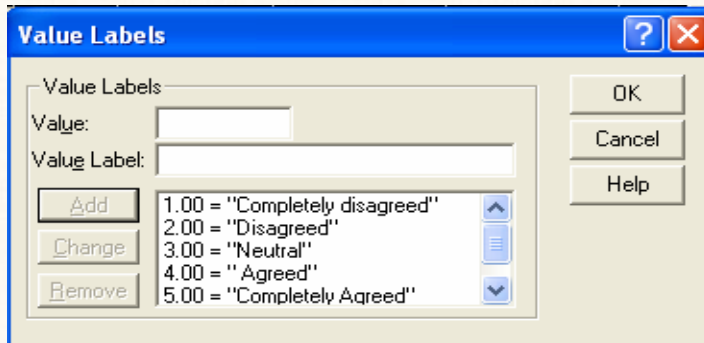 Value Labels
Value Labels
Value:
Value Label:
OK
Cancel
Help
Add
Change
Remove
1.00 = "Completely disagreed"
2.00 = "Disagreed"
3.00 = "Neutral"
4.00 = " Agreed"
5.00 = "Completely Agreed"